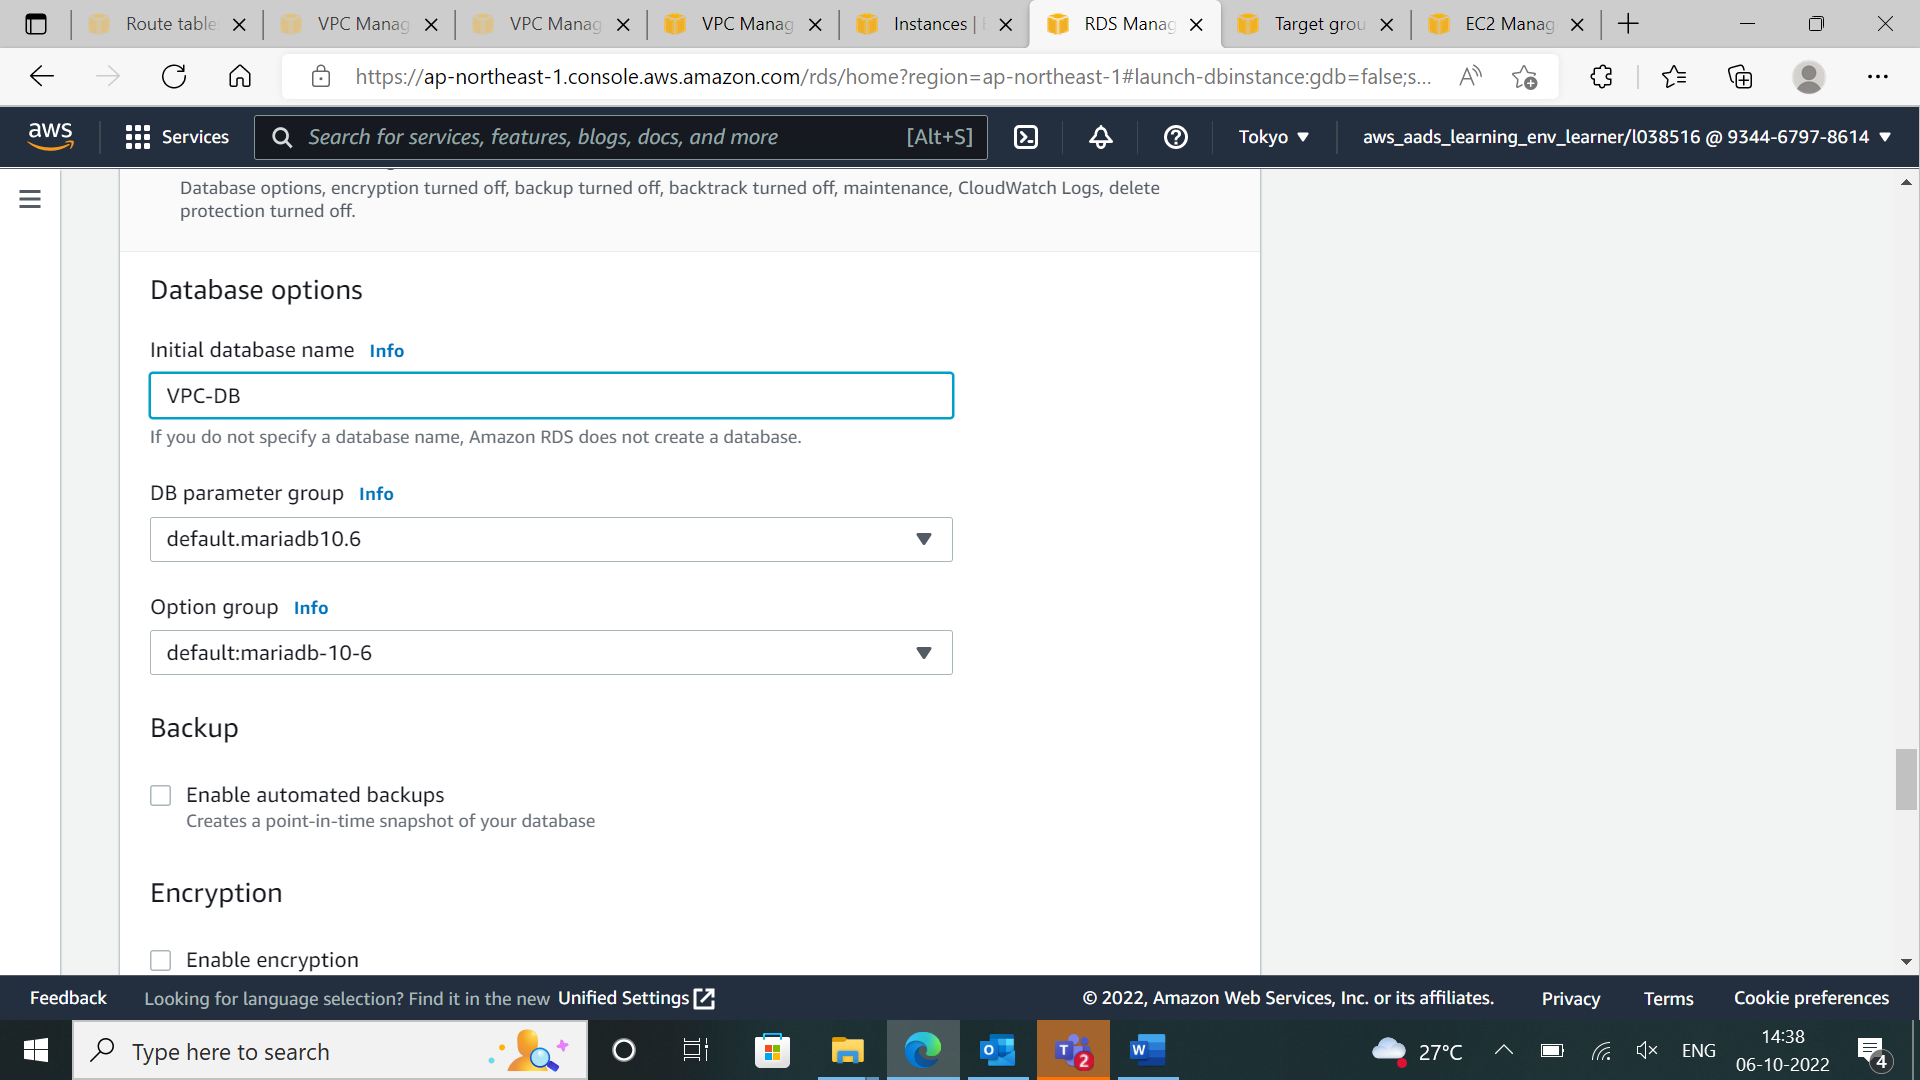 Route table
VPC Manag
VPC Manag
VPC Manag
Instances |
RDS Manag
Target grou
EC2 Manag
https://ap-northeast-1.console.aws.amazon.com/rds/home?region=ap-northeast-1#launch-dbinstance:gdb=false;s...
aws
Services
Search for services, features, blogs, docs, and more
[Alt+S]
Tokyo
aws_aads_learning_env_learner/l038516 @ 9344-6797-8614
Database options, encryption turned off, backup turned off, backtrack turned off, maintenance, CloudWatch Logs, delete
protection turned off.
Database options
Initial database name Info
VPC-DB
If you do not specify a database name, Amazon RDS does not create a database.
DB parameter group Info
default.mariadb10.6
Option group Info
default:mariadb-10-6
Backup
Enable automated backups
Creates a point-in-time snapshot of your database
Encryption
Enable encryption
Feedback
Looking for language selection? Find it in the new Unified Settings
© 2022, Amazon Web Services, Inc. or its affiliates.
Privacy
Terms
Cookie preferences
Type here to search
2
27°C
ENG
14:38
06-10-2022
4